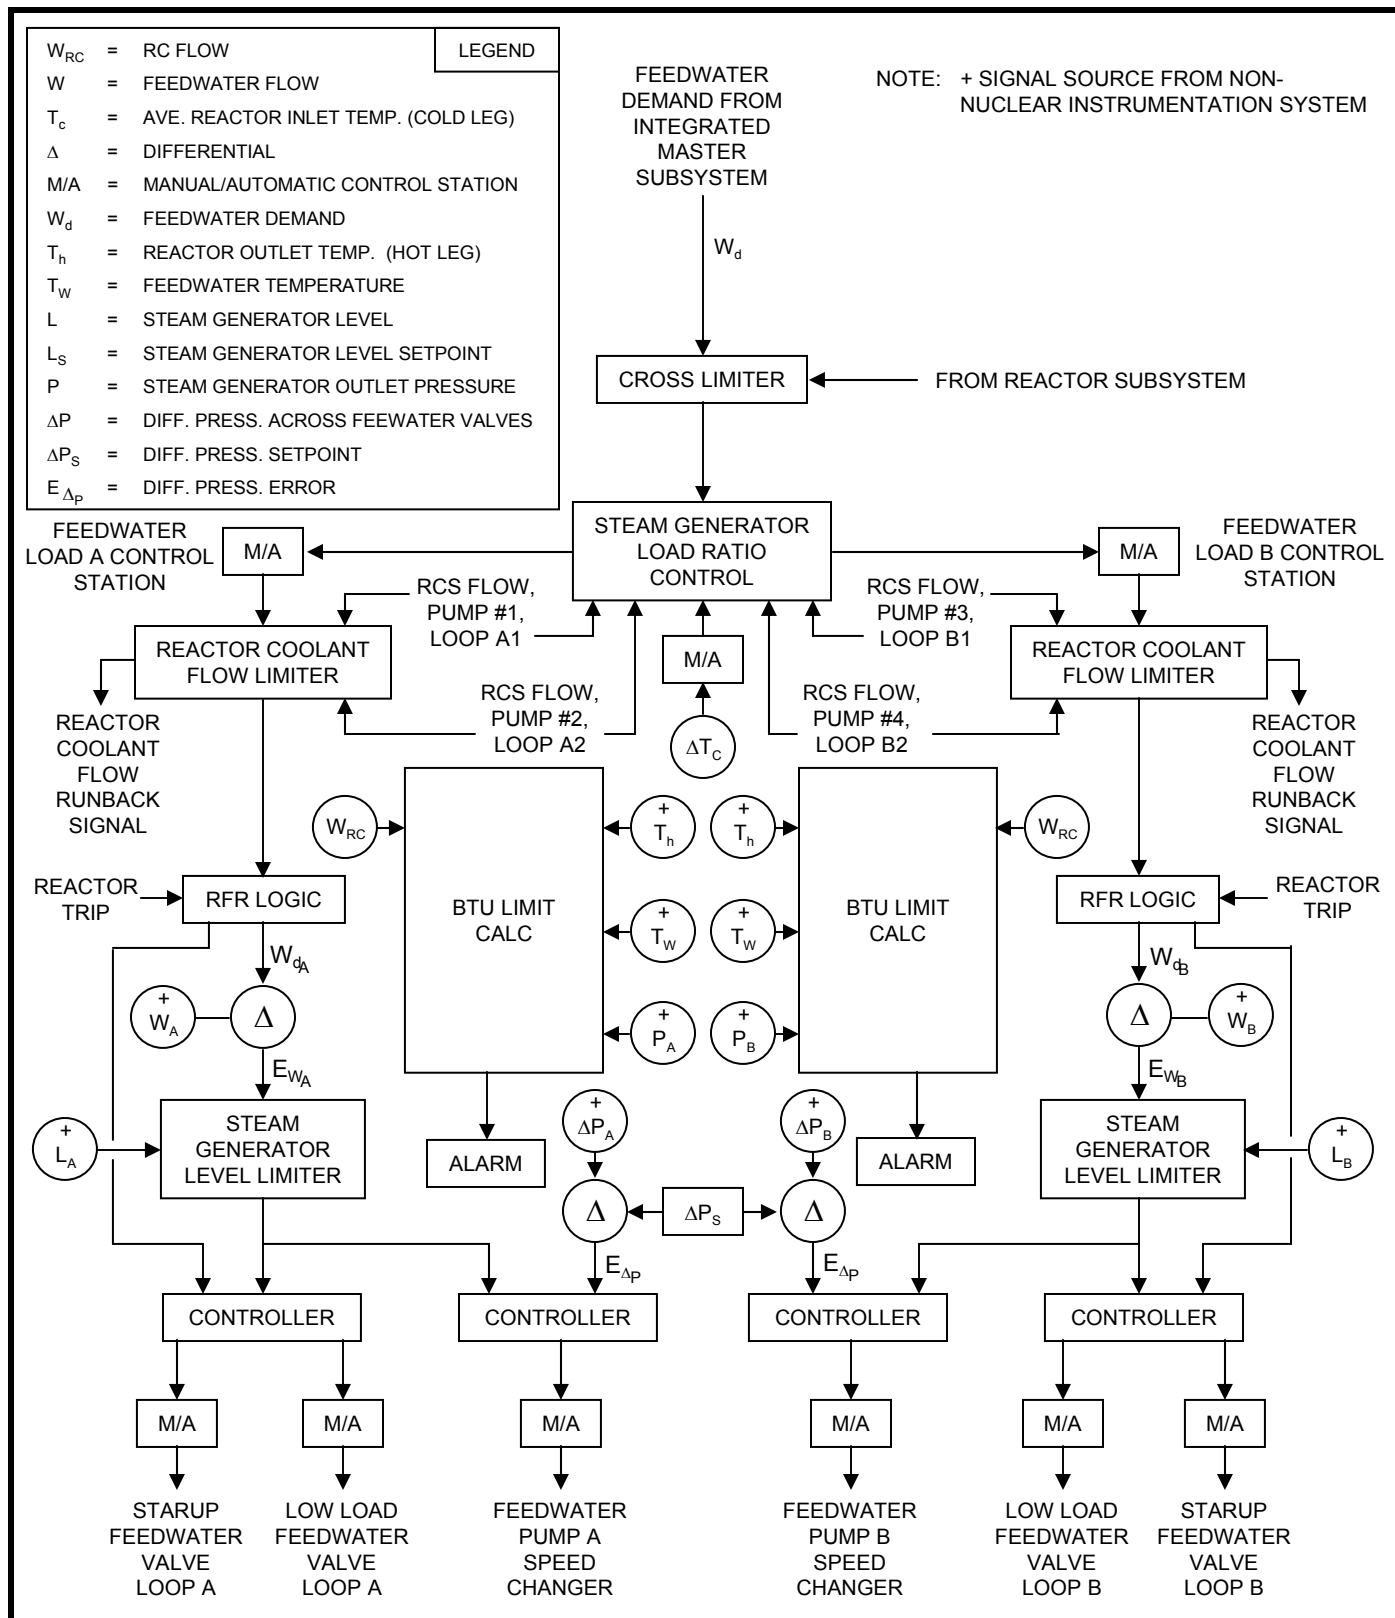 LEGEND
W_RC = RC FLOW
W = FEEDWATER FLOW
T_c = AVE. REACTOR INLET TEMP. (COLD LEG)
Δ = DIFFERENTIAL
M/A = MANUAL/AUTOMATIC CONTROL STATION
W_d = FEEDWATER DEMAND
T_h = REACTOR OUTLET TEMP. (HOT LEG)
T_W = FEEDWATER TEMPERATURE
L = STEAM GENERATOR LEVEL
L_S = STEAM GENERATOR LEVEL SETPOINT
P = STEAM GENERATOR OUTLET PRESSURE
ΔP = DIFF. PRESS. ACROSS FEEWATER VALVES
ΔP_S = DIFF. PRESS. SETPOINT
E_ΔP = DIFF. PRESS. ERROR
FEEDWATER
DEMAND FROM
INTEGRATED
MASTER
SUBSYSTEM
NOTE: + SIGNAL SOURCE FROM NON-
NUCLEAR INSTRUMENTATION SYSTEM
W_d
CROSS LIMITER
FROM REACTOR SUBSYSTEM
FEEDWATER
LOAD A CONTROL
STATION
M/A
STEAM GENERATOR
LOAD RATIO
CONTROL
M/A
FEEDWATER
LOAD B CONTROL
STATION
RCS FLOW,
PUMP #1,
LOOP A1
RCS FLOW,
PUMP #3,
LOOP B1
REACTOR COOLANT
FLOW LIMITER
M/A
REACTOR COOLANT
FLOW LIMITER
RCS FLOW,
PUMP #2,
LOOP A2
RCS FLOW,
PUMP #4,
LOOP B2
ΔT_C
REACTOR
COOLANT
FLOW
RUNBACK
SIGNAL
REACTOR
COOLANT
FLOW
RUNBACK
SIGNAL
W_RC
BTU LIMIT
CALC
+
T_h
+
T_W
+
P_A
+
T_h
+
T_W
+
P_B
BTU LIMIT
CALC
W_RC
REACTOR
TRIP
RFR LOGIC
RFR LOGIC
REACTOR
TRIP
W_dA
+
W_A
Δ
E_WA
W_dB
Δ
+
W_B
E_WB
+
L_A
STEAM
GENERATOR
LEVEL LIMITER
ALARM
+
ΔP_A
Δ
ΔP_S
+
ΔP_B
Δ
ALARM
STEAM
GENERATOR
LEVEL LIMITER
+
L_B
E_ΔP
E_ΔP
CONTROLLER
CONTROLLER
CONTROLLER
CONTROLLER
M/A
M/A
M/A
M/A
M/A
M/A
STARUP
FEEDWATER
VALVE
LOOP A
LOW LOAD
FEEDWATER
VALVE
LOOP A
FEEDWATER
PUMP A
SPEED
CHANGER
FEEDWATER
PUMP B
SPEED
CHANGER
LOW LOAD
FEEDWATER
VALVE
LOOP B
STARUP
FEEDWATER
VALVE
LOOP B